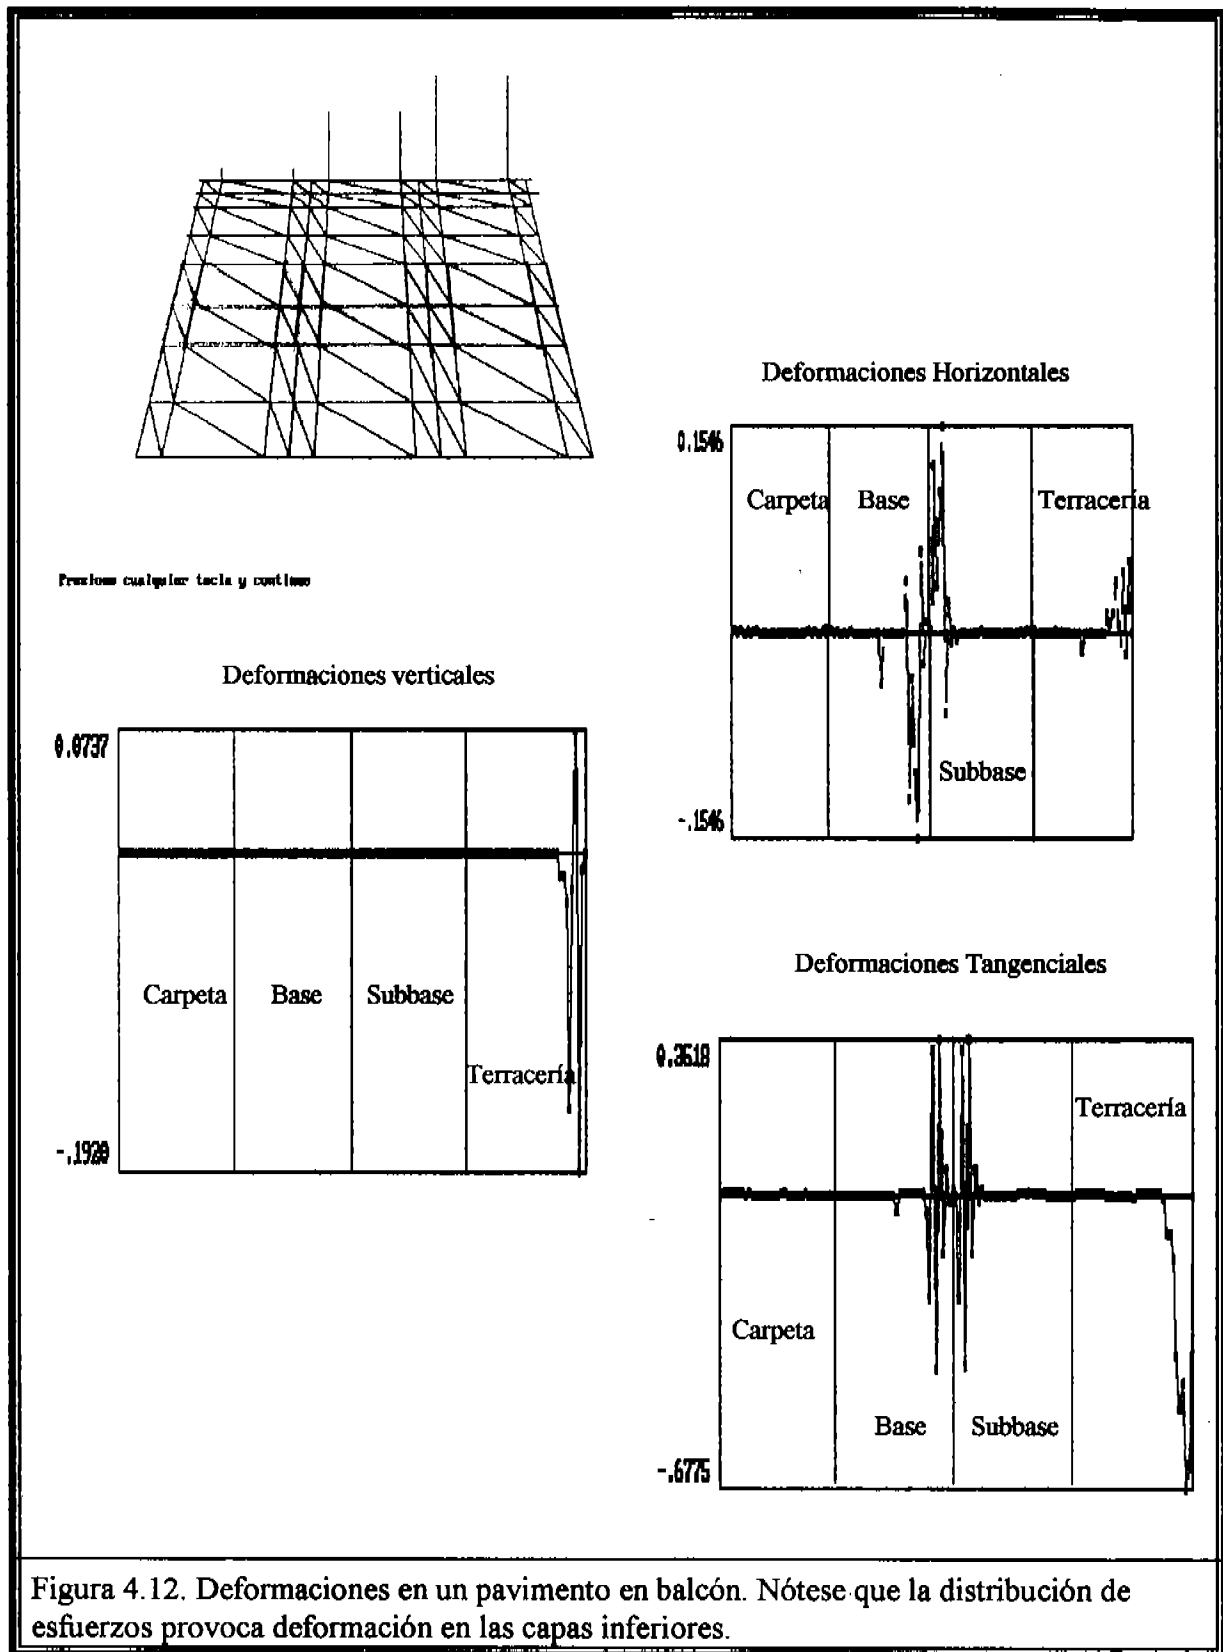 Deformaciones Horizontales
0.1546
Carpeta
Base
Terracería
Subbase
-.1546
Presione cualquier tecla y continue
Deformaciones verticales
0.0737
Carpeta
Base
Subbase
Terracería
-.1920
Deformaciones Tangenciales
0.3618
Terracería
Carpeta
Base
Subbase
-.6775
Figura 4.12. Deformaciones en un pavimento en balcón. Nótese que la distribución de
esfuerzos provoca deformación en las capas inferiores.